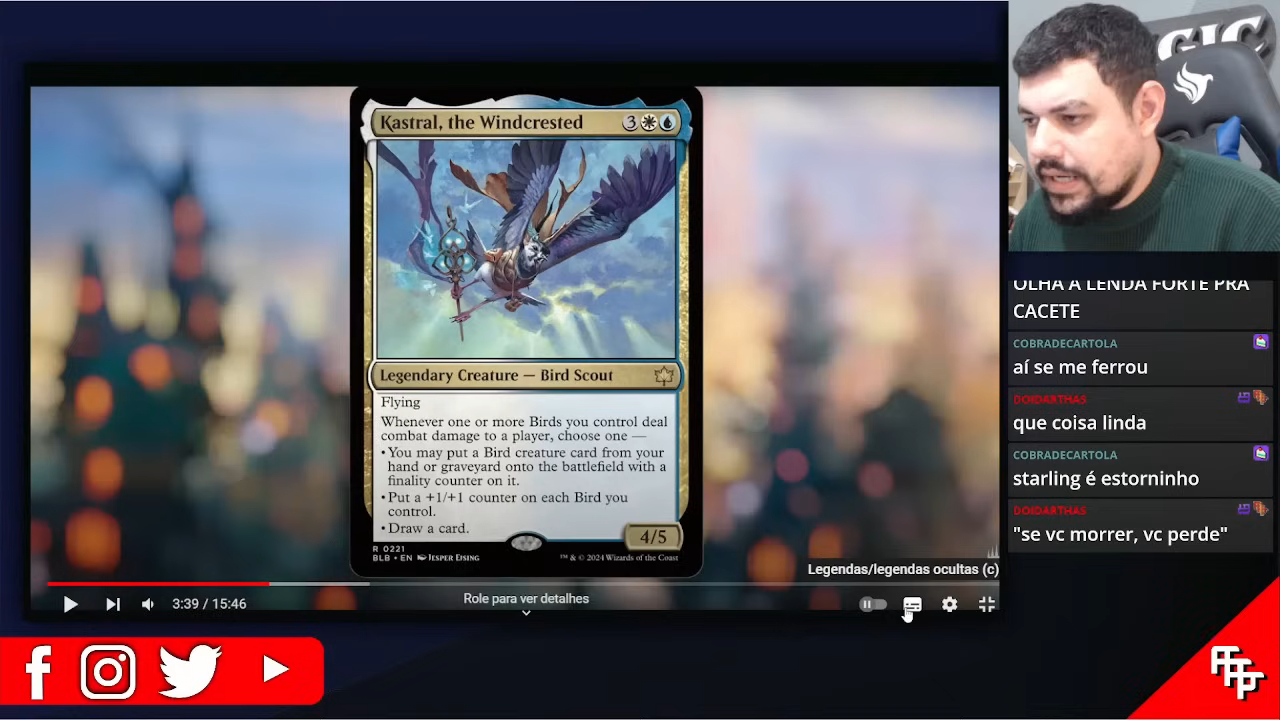 Kastral, the Windcrested 3
Legendary Creature — Bird Scout
Flying
Whenever one or more Birds you control deal
combat damage to a player, choose one —
•You may put a Bird creature card from your
hand or graveyard onto the battlefield with a
finality counter on it.
•Put a +1/+1 counter on each Bird you
control.
•Draw a card.
4/5
R 0221
BLB • EN JESPER EJSING
™ & © 2024 Wizards of the Coast
Legendas/legendas ocultas (c)
3:39 / 15:46
Role para ver detalhes
GIC
OLHA A LENDA FORTE PRA
CACETE
COBRADECARTOLA
aí se me ferrou
DOIDARTHAS
que coisa linda
COBRADECARTOLA
starling é estorninho
DOIDARTHAS
"se vc morrer, vc perde"
f